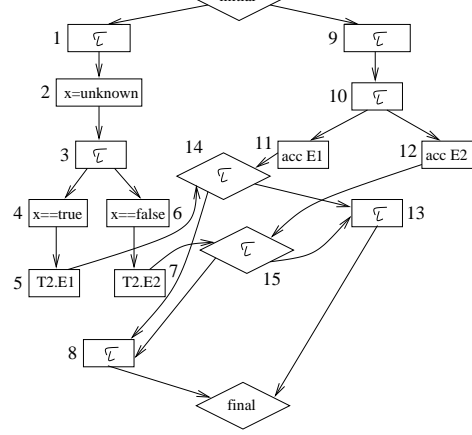 1 τ
9 τ
2 x=unknown
10 τ
3 τ
14 τ
11 acc E1
12 acc E2
4 x==true
x==false 6
τ 13
5 T2.E1
T2.E2 7
τ
15
8 τ
final